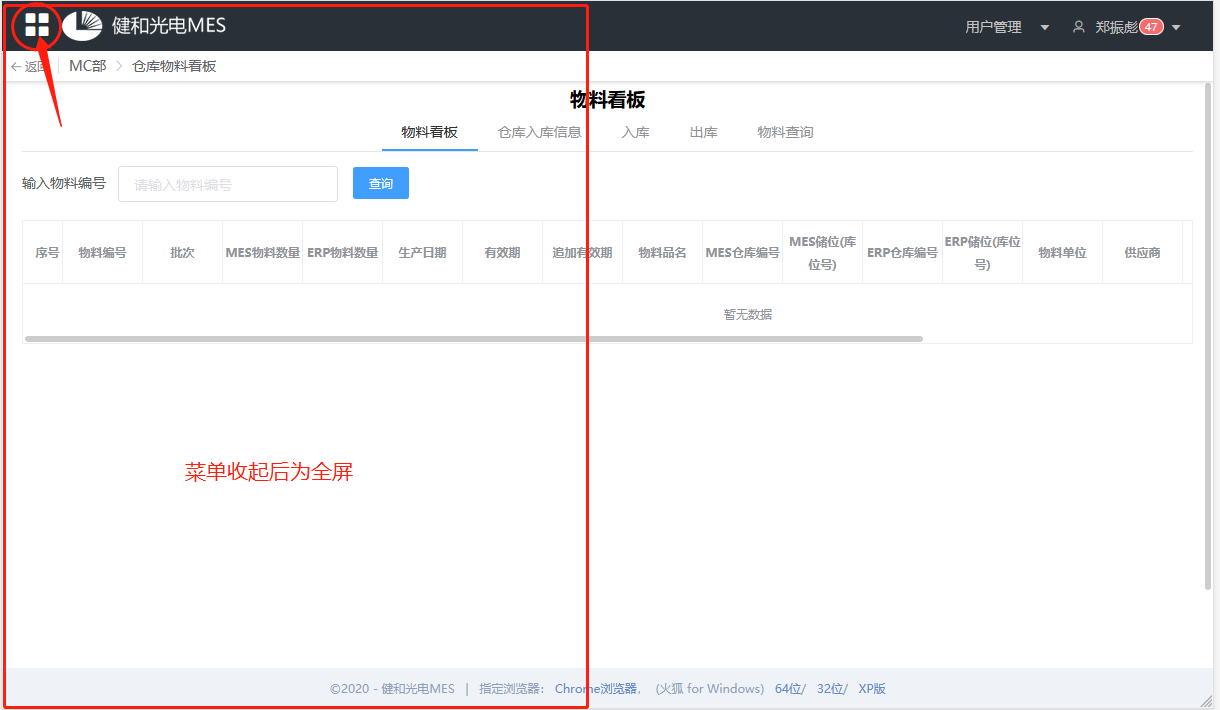 健和光电MES
用户管理 郑振彪 47
返回 MC部 仓库物料看板
物料看板
物料看板 仓库入库信息 入库 出库 物料查询
输入物料编号 请输入物料编号 查询
序号 物料编号 批次 MES物料数量 ERP物料数量 生产日期 有效期 追加有效期 物料品名 MES仓库编号 MES储位(库位号) ERP仓库编号 ERP储位(库位号) 物料单位 供应商
暂无数据
菜单收起后为全屏
©2020 - 健和光电MES | 指定浏览器: Chrome浏览器, (火狐 for Windows) 64位/ 32位/ XP版